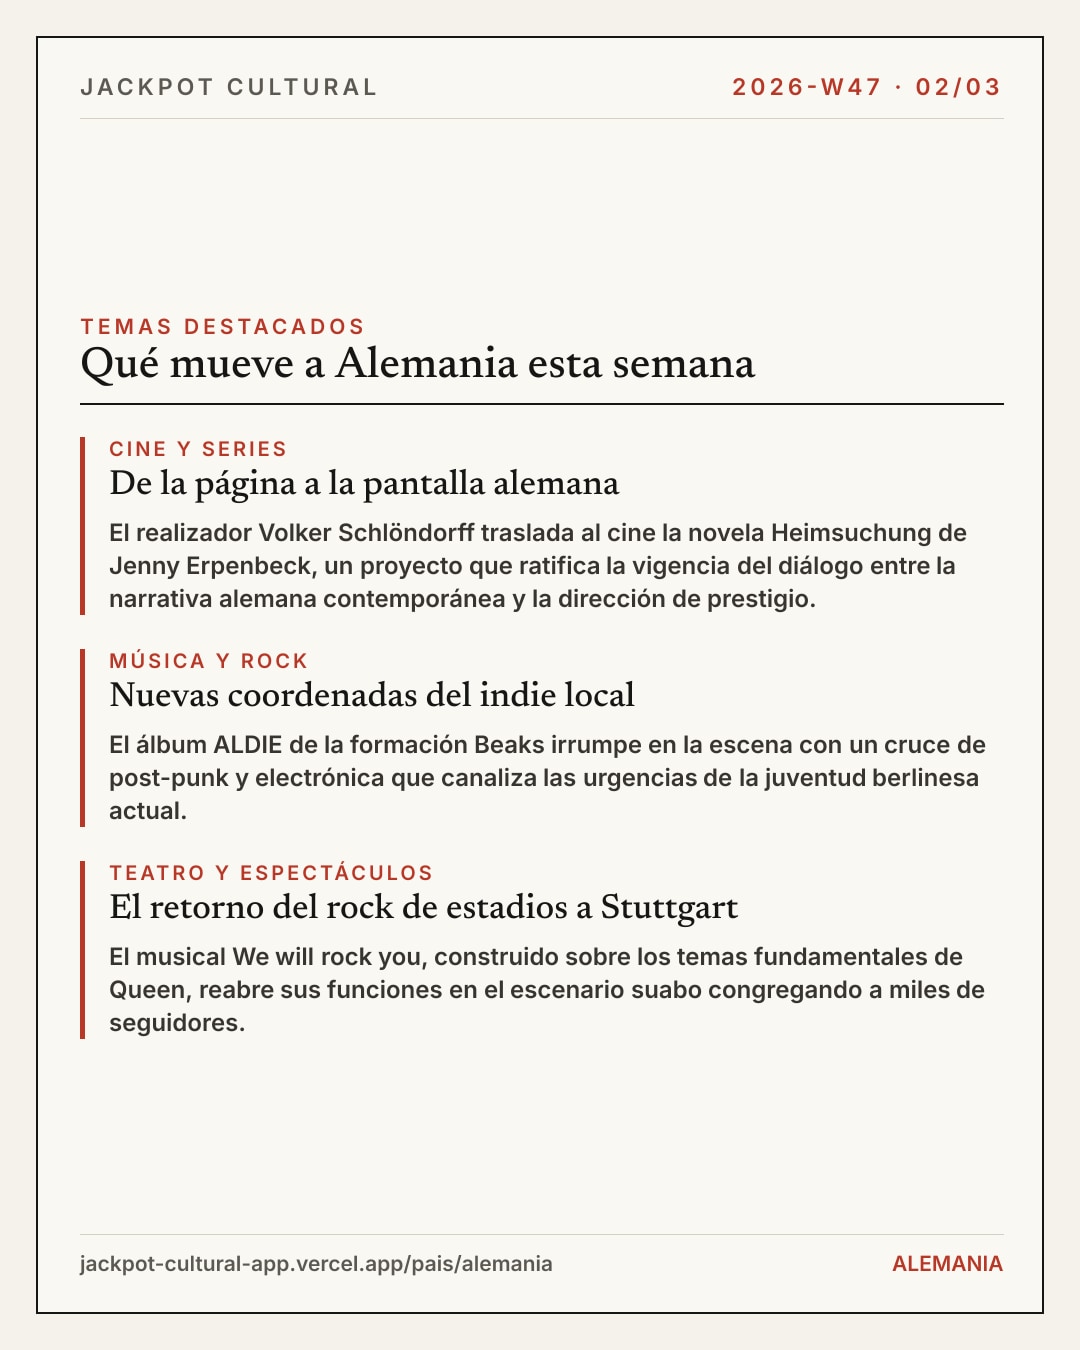 JACKPOT CULTURAL
2026-W47 · 02/03
TEMAS DESTACADOS
Qué mueve a Alemania esta semana
CINE Y SERIES
De la página a la pantalla alemana
El realizador Volker Schlöndorff traslada al cine la novela Heimsuchung de
Jenny Erpenbeck, un proyecto que ratifica la vigencia del diálogo entre la
narrativa alemana contemporánea y la dirección de prestigio.
MÚSICA Y ROCK
Nuevas coordenadas del indie local
El álbum ALDIE de la formación Beaks irrumpe en la escena con un cruce de
post-punk y electrónica que canaliza las urgencias de la juventud berlinesa
actual.
TEATRO Y ESPECTÁCULOS
El retorno del rock de estadios a Stuttgart
El musical We will rock you, construido sobre los temas fundamentales de
Queen, reabre sus funciones en el escenario suabo congregando a miles de
seguidores.
jackpot-cultural-app.vercel.app/pais/alemania
ALEMANIA